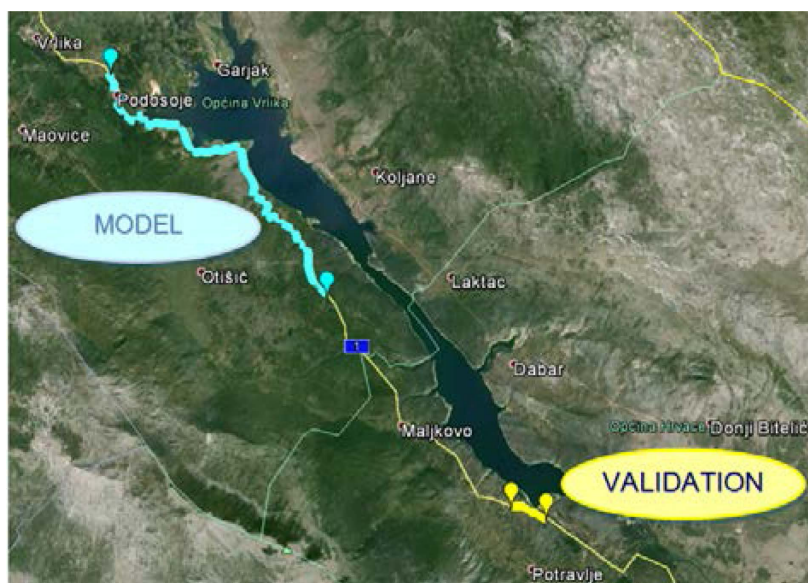 Vrlika
Garjak
Podosoje
Općina Vrlika
Maovice
Koljane
MODEL
Otišić
Laktac
1
Dabar
Maljkovo
Općina Hrvace
Donji Bitelić
VALIDATION
Potravlje